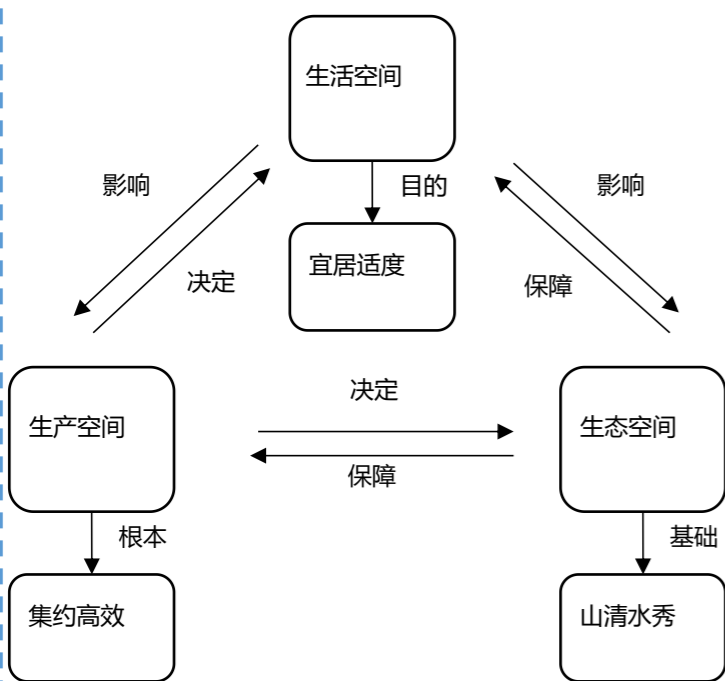 生活空间
影响
目的
影响
决定
宜居适度
保障
决定
生产空间
生态空间
保障
根本
基础
集约高效
山清水秀